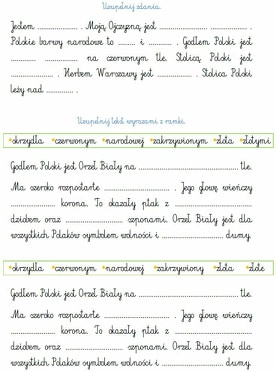 Uzupełnij zdania.
Jestem .................. . Moją Ojczyzną jest .................. .............. .
Polskie barwy narodowe to ........ i .......... . Godłem Polski jest
.............. .................. na czerwonym tle. Stolicą Polski jest
.................. . Herbem Warszawy jest ................ . Stolica Polski
leży nad .............. .
Uzupełnij tekst wyrazami z ramki.
*skrzydła *czerwonym *narodowej *zakrzywionym *złota *złotymi
Godłem Polski jest Orzeł Biały na ........................................ tle.
Ma szeroko rozpostarte ........................ . Jego głowę wieńczy
.................. korona. To okazały ptak z ..............................
dziobem oraz ...................... szponami. Orzeł Biały jest dla
wszystkich Polaków symbolem wolności i .................... dumy.
*skrzydła *czerwonym *narodowej *zakrzywiony *złota *złote
Godłem Polski jest Orzeł Biały na ........................................ tle.
Ma szeroko rozpostarte ........................ . Jego głowę wieńczy
.................. korona. To okazały ptak z ..............................
dziobem oraz ...................... szponami. Orzeł Biały jest dla
wszystkich Polaków symbolem wolności i .................... dumy.